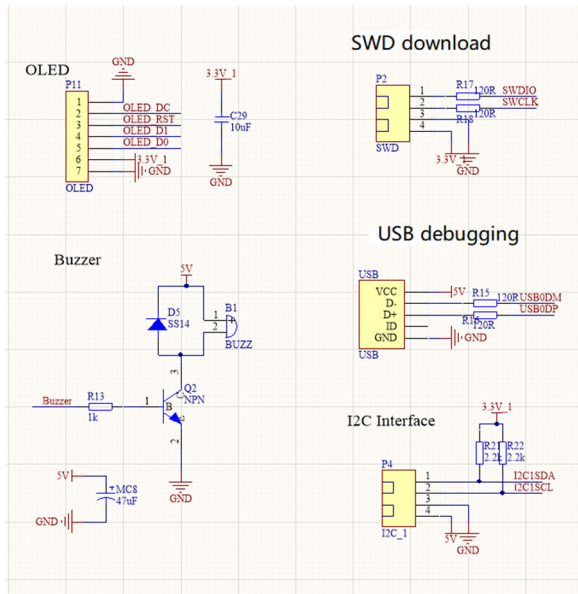 SWD download
OLED
GND
P11
1
2
3
4
5
6
7
OLED_DC
OLED_RST
OLED_D1
OLED_D0
3.3V_1
GND
OLED
3.3V_1
C29
10uF
GND
P2
1
2
3
4
R17
120R
SWDIO
SWCLK
R18
120R
SWD
3.3V_1
GND
USB debugging
Buzzer
5V
D5
SS14
1
2
B1
BUZZ
3
Q2
NPN
Buzzer
R13
1k
1
B
C
E
2
GND
5V
MC8
47uF
GND
USB
VCC
D-
D+
ID
GND
5V
R15
120R
USB0DM
USB0DP
R16
120R
GND
USB
I2C Interface
3.3V_1
R21
2.2k
R22
2.2k
P4
1
2
3
4
I2C1SDA
I2C1SCL
I2C_1
5V
GND